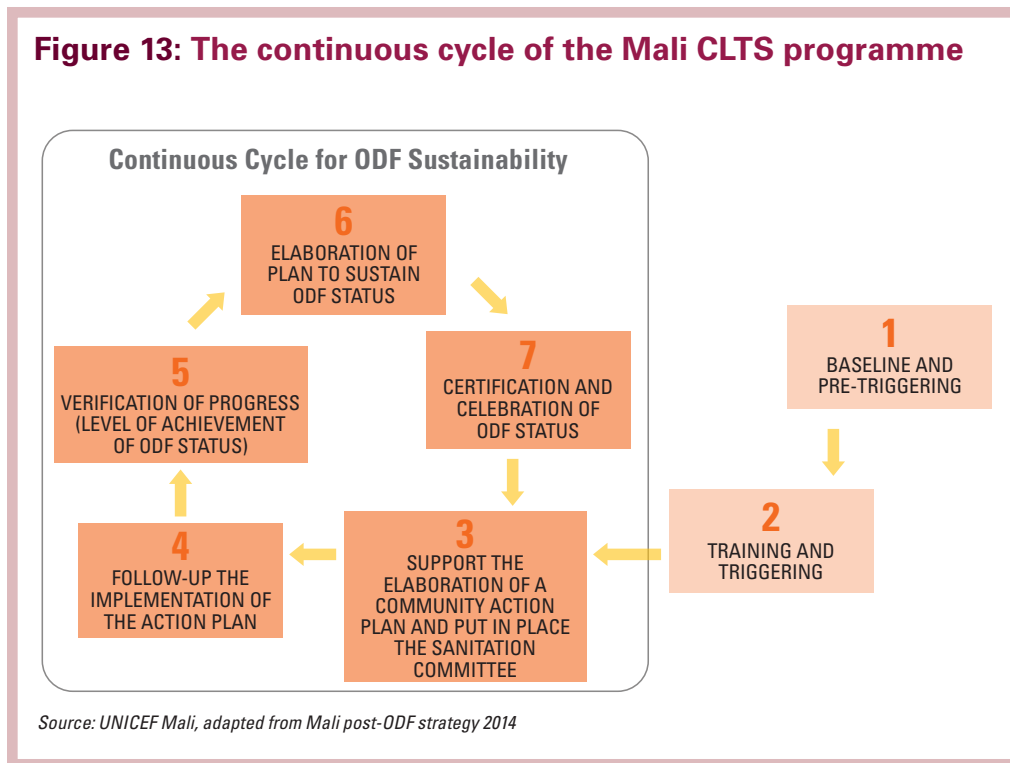 Figure 13: The continuous cycle of the Mali CLTS programme
Continuous Cycle for ODF Sustainability
1
BASELINE AND
PRE-TRIGGERING
2
TRAINING AND
TRIGGERING
3
SUPPORT THE
ELABORATION OF A
COMMUNITY ACTION
PLAN AND PUT IN PLACE
THE SANITATION
COMMITTEE
4
FOLLOW-UP THE
IMPLEMENTATION OF
THE ACTION PLAN
5
VERIFICATION OF PROGRESS
(LEVEL OF ACHIEVEMENT
OF ODF STATUS)
6
ELABORATION OF
PLAN TO SUSTAIN
ODF STATUS
7
CERTIFICATION AND
CELEBRATION OF
ODF STATUS
Source: UNICEF Mali, adapted from Mali post-ODF strategy 2014